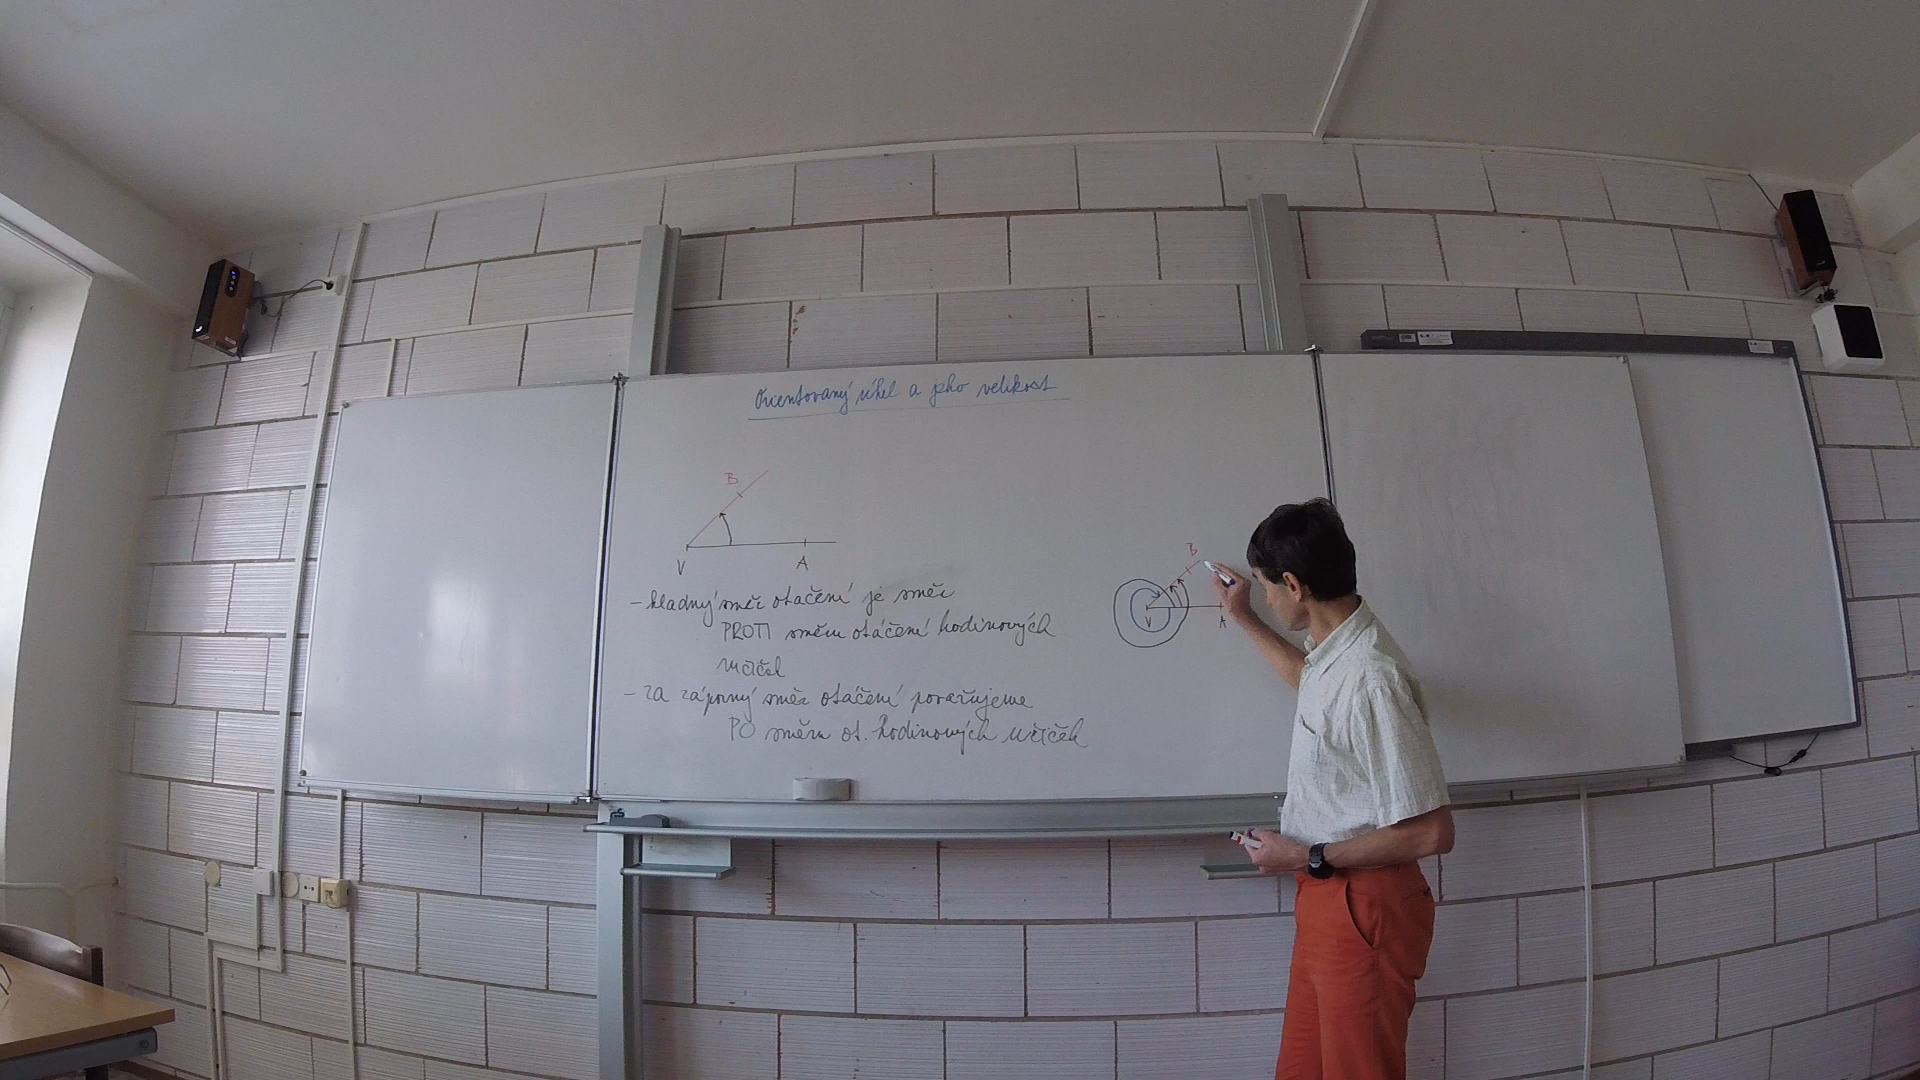 Orientovaný úhel a jeho velikost
B
V A
- kladný směr otáčení je směr
PROTI směru otáčení hodinových
ručiček
- za záporný směr otáčení považujeme
PO směru ot. hodinových ručiček
B
V A